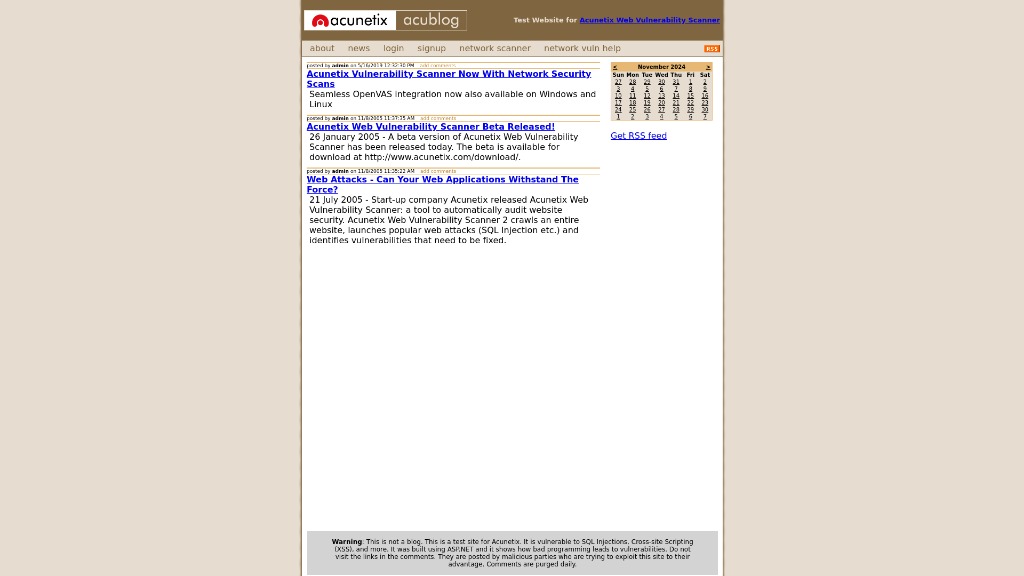 acunetix acublog
Test Website for Acunetix Web Vulnerability Scanner
about news login signup network scanner network vuln help
RSS
posted by admin on 5/16/2019 12:32:30 PM add comments
Acunetix Vulnerability Scanner Now With Network Security
Scans
Seamless OpenVAS integration now also available on Windows and
Linux
posted by admin on 11/8/2005 11:37:35 AM add comments
Acunetix Web Vulnerability Scanner Beta Released!
26 January 2005 - A beta version of Acunetix Web Vulnerability
Scanner has been released today. The beta is available for
download at http://www.acunetix.com/download/.
posted by admin on 11/8/2005 11:35:22 AM add comments
Web Attacks - Can Your Web Applications Withstand The
Force?
21 July 2005 - Start-up company Acunetix released Acunetix Web
Vulnerability Scanner: a tool to automatically audit website
security. Acunetix Web Vulnerability Scanner 2 crawls an entire
website, launches popular web attacks (SQL Injection etc.) and
identifies vulnerabilities that need to be fixed.
< November 2024 >
Sun Mon Tue Wed Thu Fri Sat
27 28 29 30 31 1 2
3 4 5 6 7 8 9
10 11 12 13 14 15 16
17 18 19 20 21 22 23
24 25 26 27 28 29 30
1 2 3 4 5 6 7
Get RSS feed
Warning: This is not a blog. This is a test site for Acunetix. It is vulnerable to SQL Injections, Cross-site Scripting
(XSS), and more. It was built using ASP.NET and it shows how bad programming leads to vulnerabilities. Do not
visit the links in the comments. They are posted by malicious parties who are trying to exploit this site to their
advantage. Comments are purged daily.